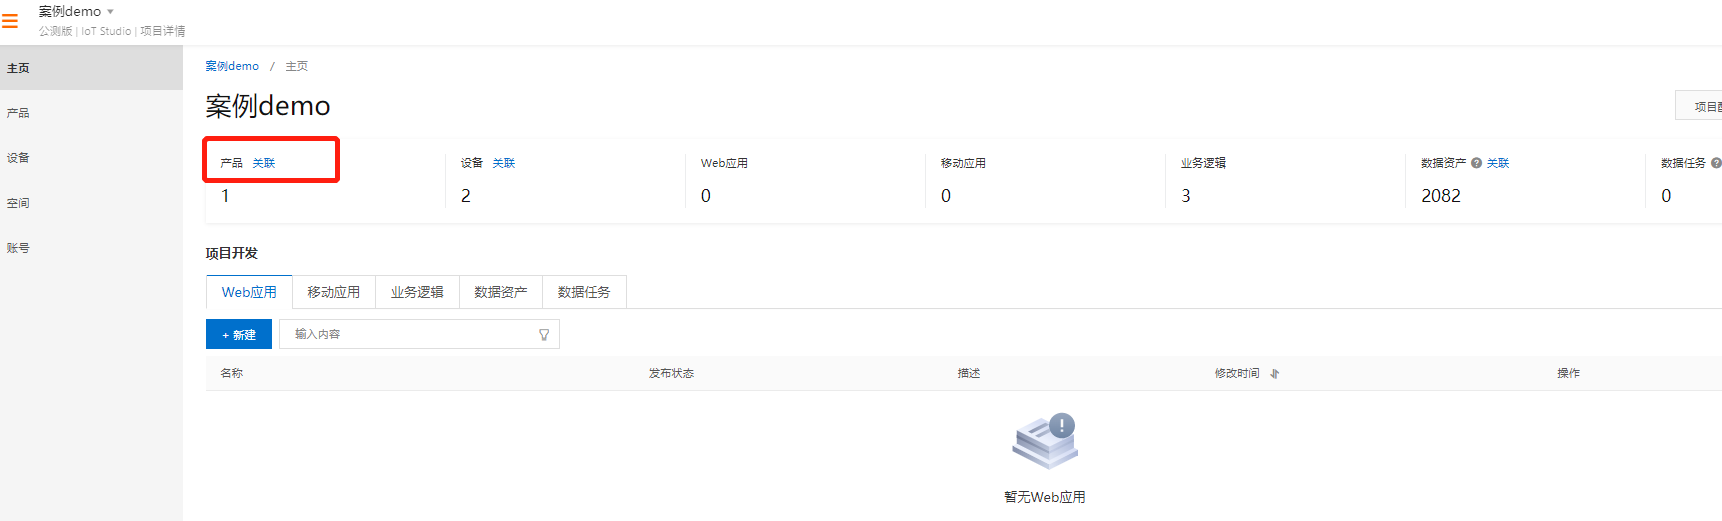 案例demo
公测版 | IoT Studio | 项目详情
主页
产品
设备
空间
账号
案例demo / 主页
案例demo
产品 关联
1
设备 关联
2
Web应用
0
移动应用
0
业务逻辑
3
数据资产 ? 关联
2082
数据任务 ?
0
项目开发
Web应用 移动应用 业务逻辑 数据资产 数据任务
+ 新建 输入内容
名称 发布状态 描述 修改时间 操作
暂无Web应用
项目